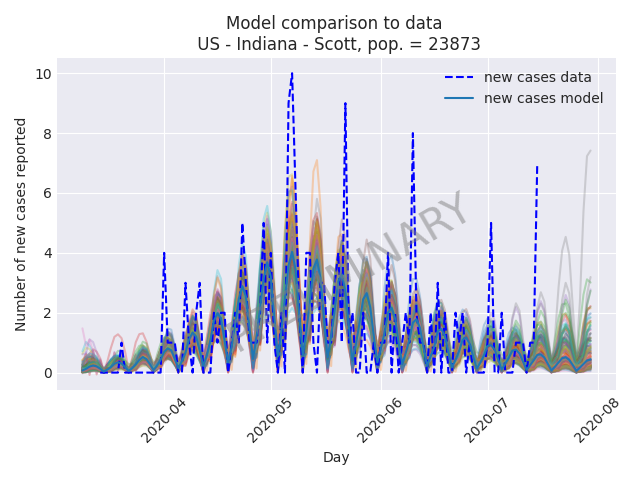 Model comparison to data
US - Indiana - Scott, pop. = 23873
new cases data
new cases model
Number of new cases reported
10
8
6
4
2
0
2020-04
2020-05
2020-06
2020-07
2020-08
Day